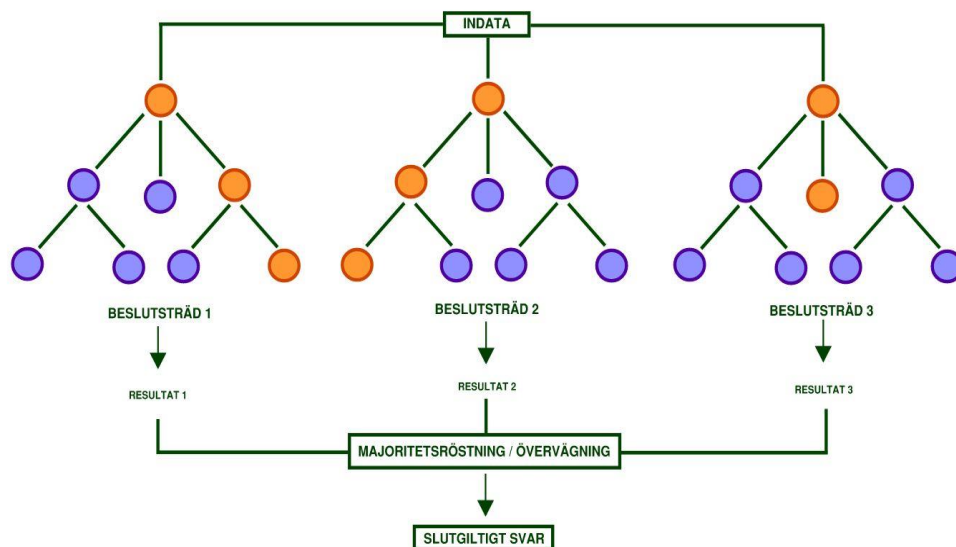 INDATA
BESLUTSTRÄD 1
BESLUTSTRÄD 2
BESLUTSTRÄD 3
RESULTAT 1
RESULTAT 2
RESULTAT 3
MAJORITETSRÖSTNING / ÖVERVÄGNING
SLUTGILTIGT SVAR